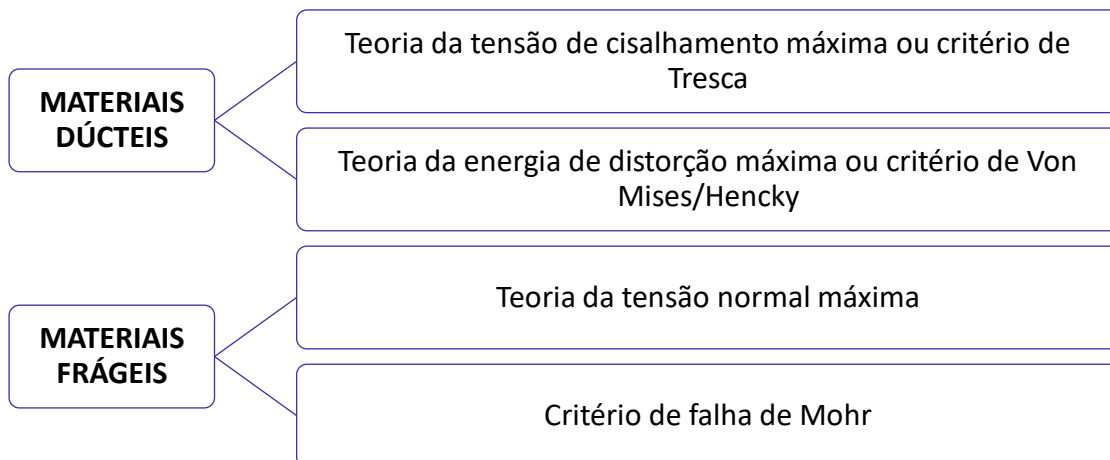 MATERIAIS
DÚCTEIS
Teoria da tensão de cisalhamento máxima ou critério de
Tresca
Teoria da energia de distorção máxima ou critério de Von
Mises/Hencky
MATERIAIS
FRÁGEIS
Teoria da tensão normal máxima
Critério de falha de Mohr